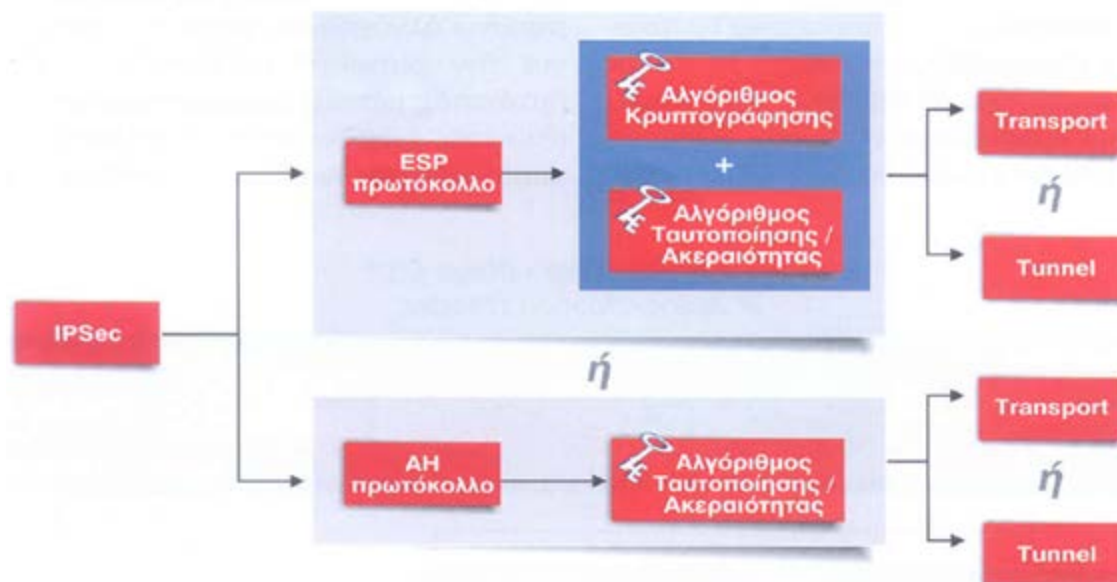 Αλγόριθμος
Κρυπτογράφησης
+
Αλγόριθμος
Ταυτοποίησης /
Ακεραιότητας
ESP
πρωτόκολλο
Transport
ή
Tunnel
IPSec
ή
AH
πρωτόκολλο
Αλγόριθμος
Ταυτοποίησης /
Ακεραιότητας
Transport
ή
Tunnel